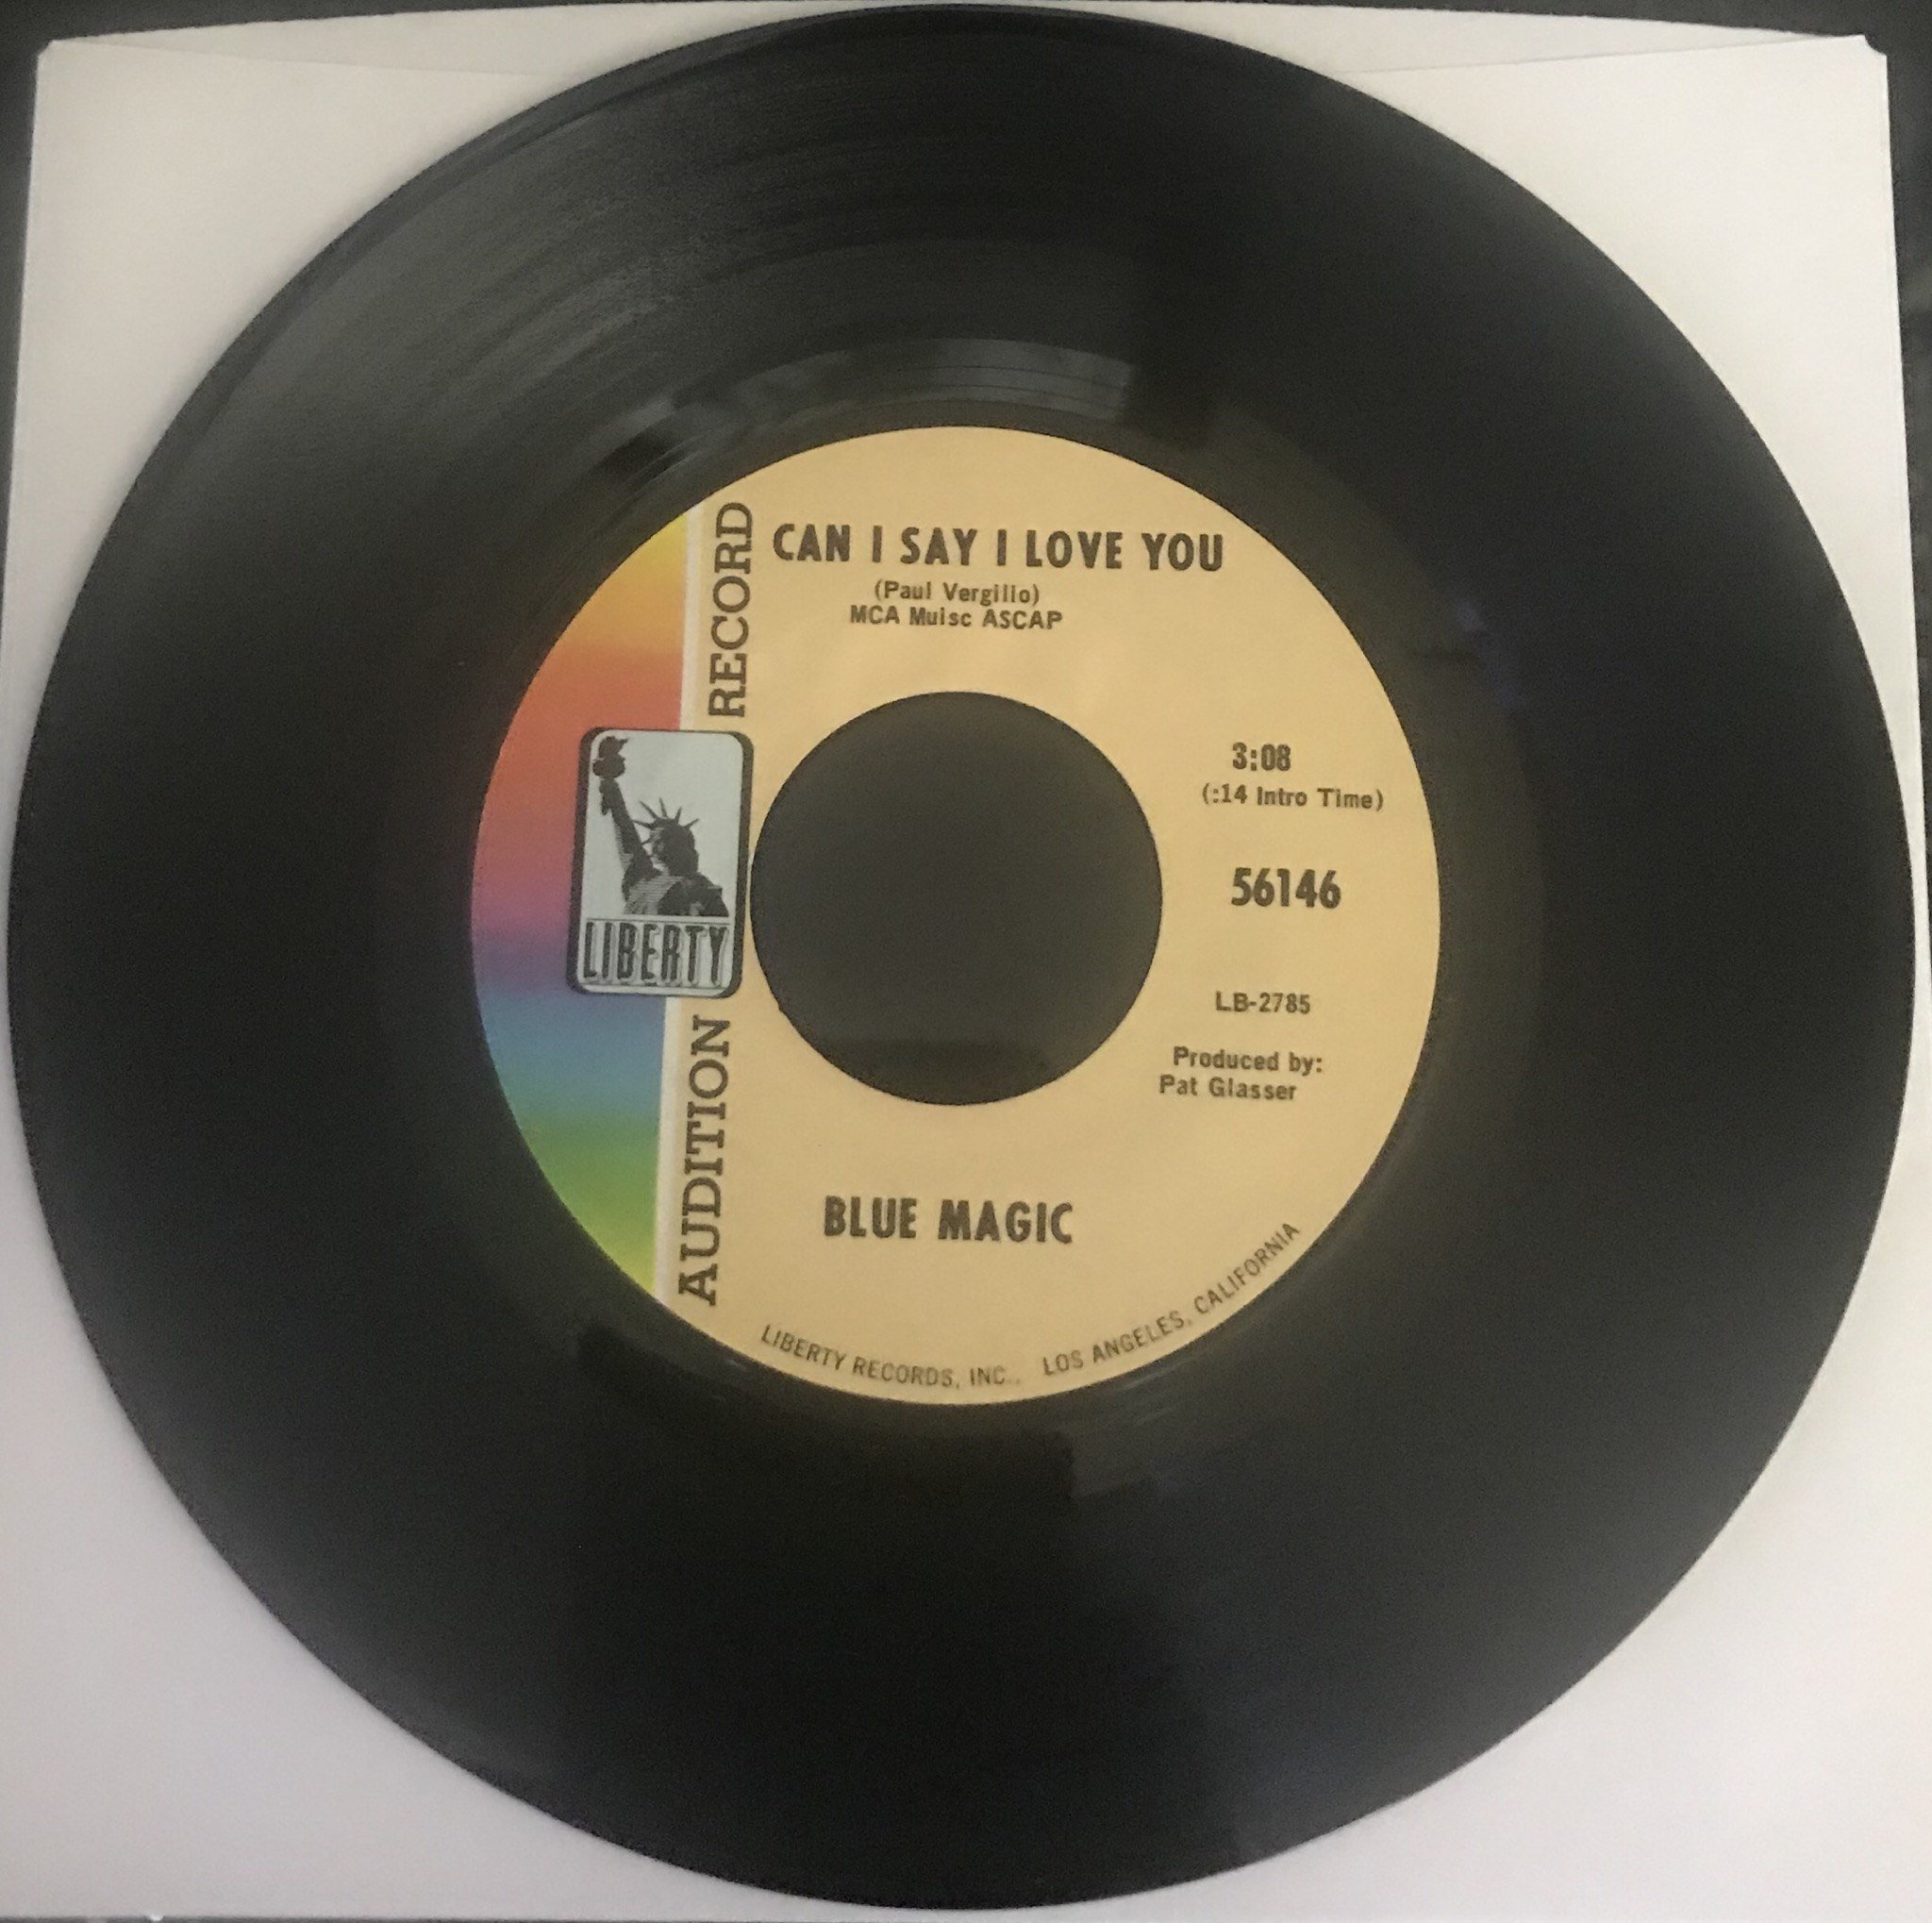 CAN I SAY I LOVE YOU
(Paul Vergilio)
MCA Muisc ASCAP
AUDITION RECORD
LIBERTY
3:08
(:14 Intro Time)
56146
LB-2785
Produced by:
Pat Glasser
BLUE MAGIC
LIBERTY RECORDS, INC., LOS ANGELES, CALIFORNIA